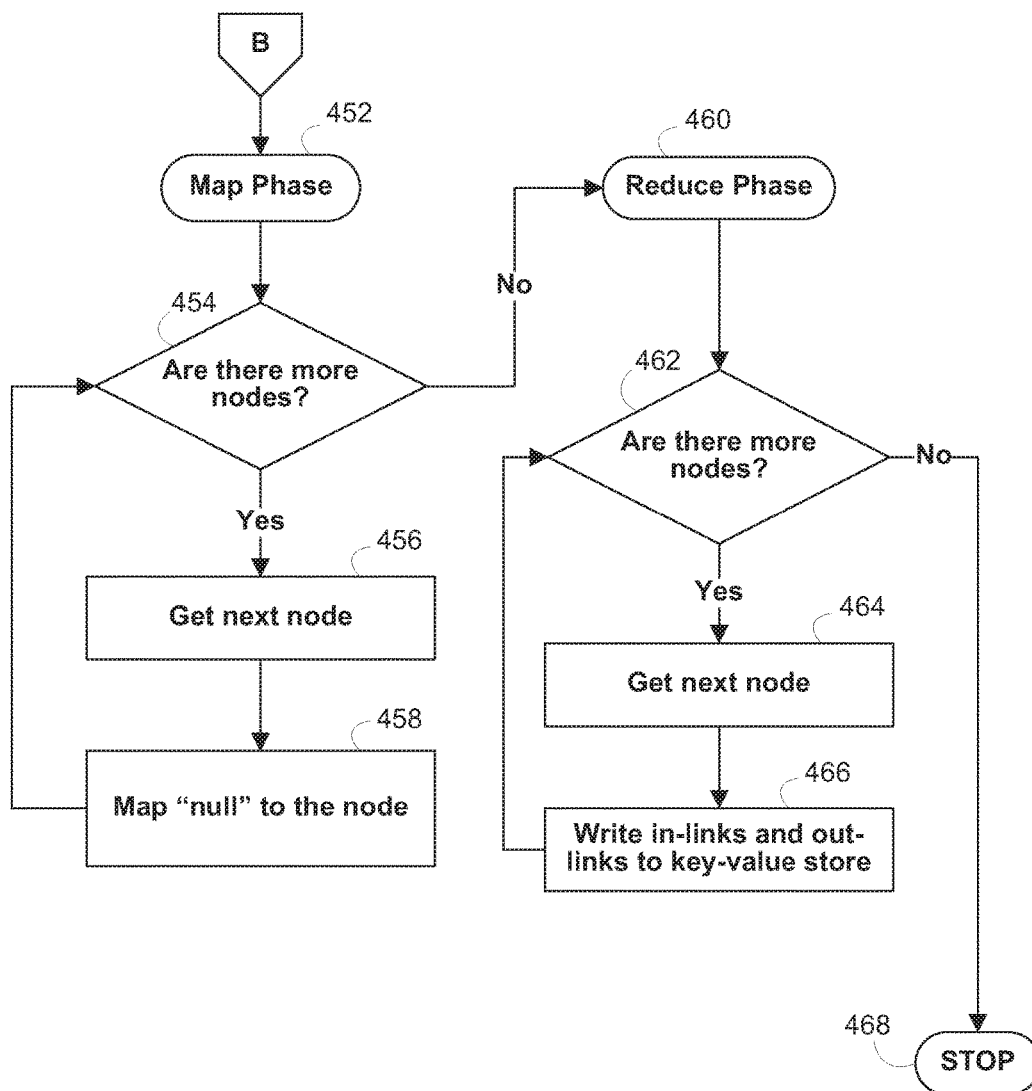 B
452
Map Phase
460
Reduce Phase
No
454
Are there more
nodes?
462
Are there more
nodes?
No
Yes
456
Get next node
Yes
464
Get next node
458
Map “null” to the node
466
Write in-links and out-
links to key-value store
468
STOP